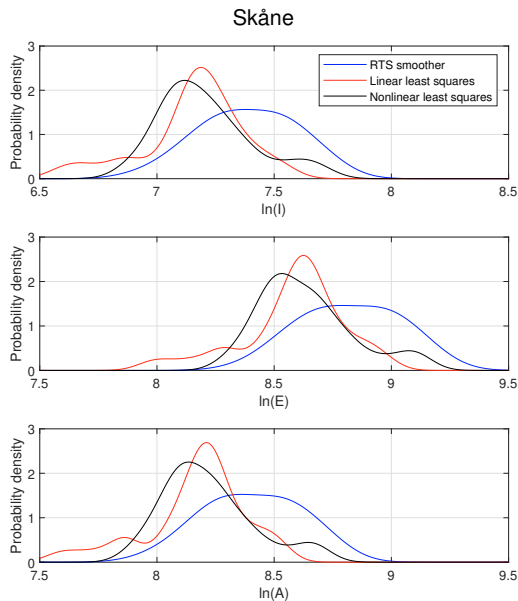 Skåne
Probability density
3
2
1
0
RTS smoother
Linear least squares
Nonlinear least squares
6.5 7 7.5 8 8.5
ln(I)
Probability density
3
2
1
0
7.5 8 8.5 9 9.5
ln(E)
Probability density
3
2
1
0
7.5 8 8.5 9 9.5
ln(A)